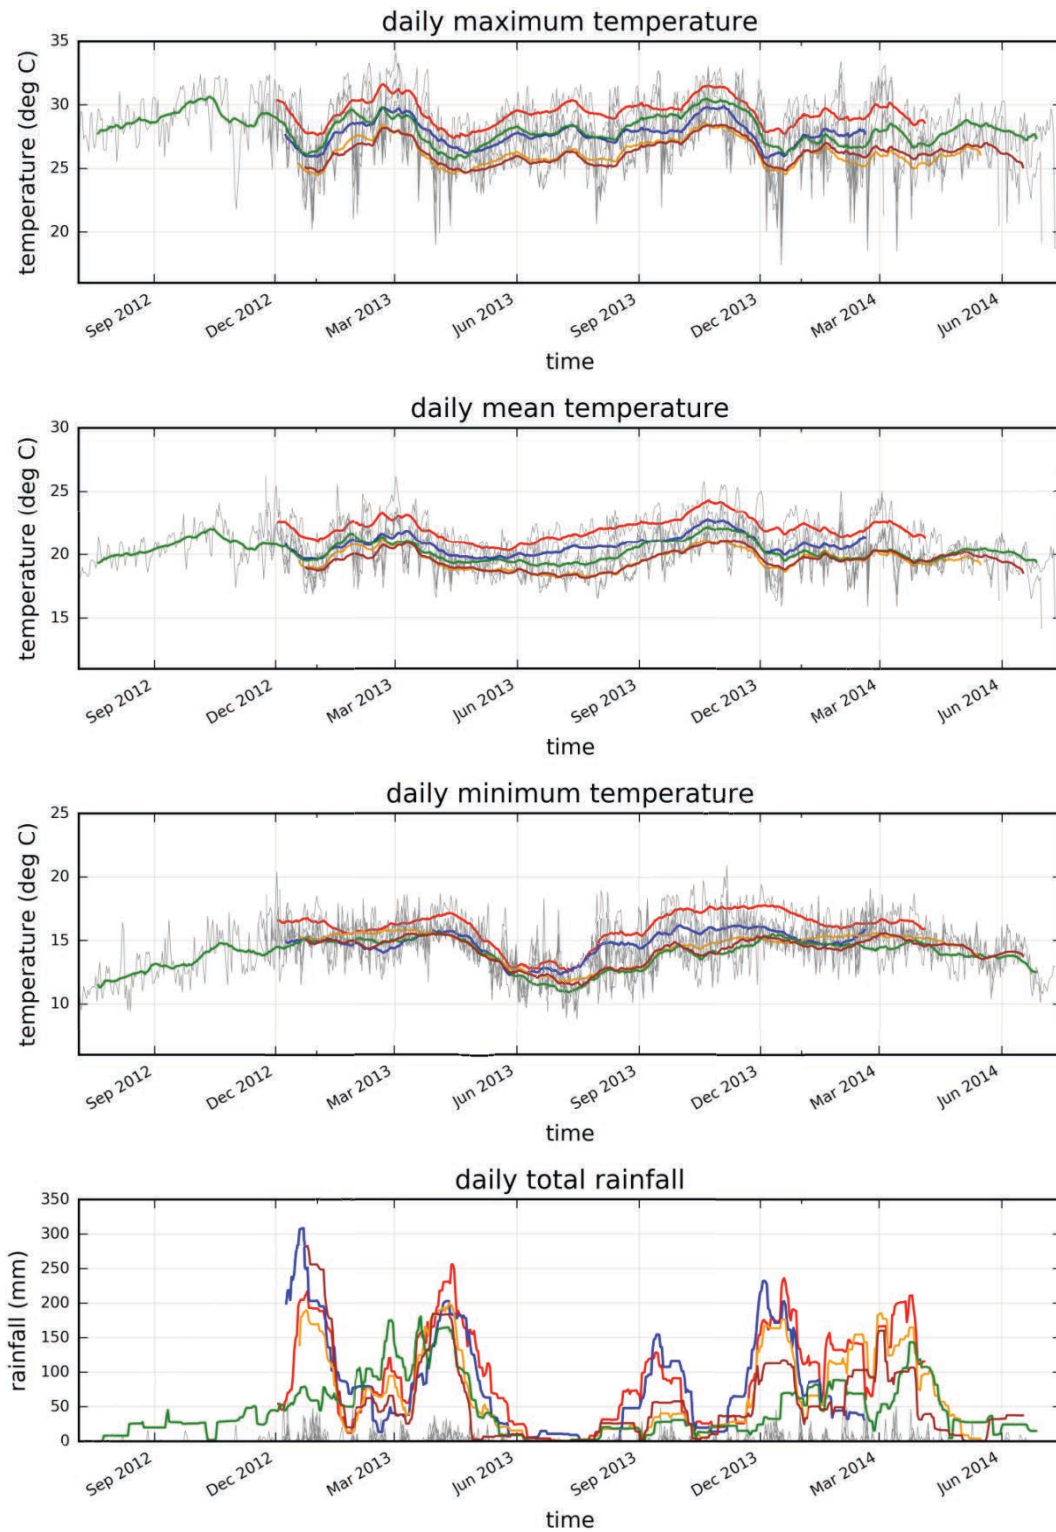 daily maximum temperature
temperature (deg C)
35
30
25
20
Sep 2012
Dec 2012
Mar 2013
Jun 2013
Sep 2013
Dec 2013
Mar 2014
Jun 2014
time
daily mean temperature
temperature (deg C)
30
25
20
15
Sep 2012
Dec 2012
Mar 2013
Jun 2013
Sep 2013
Dec 2013
Mar 2014
Jun 2014
time
daily minimum temperature
temperature (deg C)
25
20
15
10
Sep 2012
Dec 2012
Mar 2013
Jun 2013
Sep 2013
Dec 2013
Mar 2014
Jun 2014
time
daily total rainfall
rainfall (mm)
350
300
250
200
150
100
50
0
Sep 2012
Dec 2012
Mar 2013
Jun 2013
Sep 2013
Dec 2013
Mar 2014
Jun 2014
time